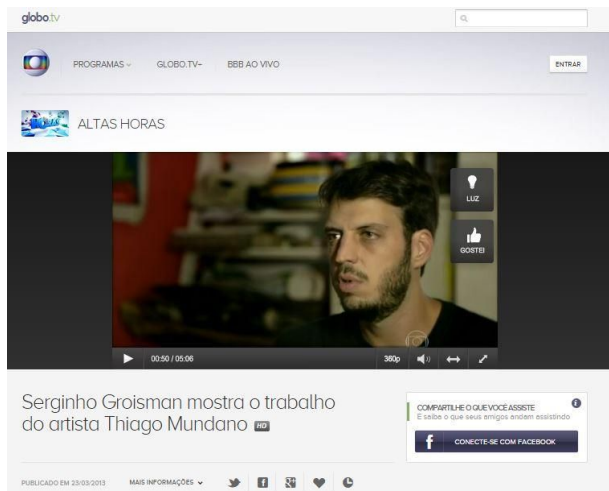 globo.tv
PROGRAMAS
GLOBO.TV+
BBB AO VIVO
ENTRAR
ALTAS HORAS
LUZ
GOSTEI
00:50 / 05:06
360p
Serginho Groisman mostra o trabalho
do artista Thiago Mundano HD
COMPARTILHE O QUE VOCÊ ASSISTE
E saiba o que seus amigos andam assistindo
f CONECTE-SE COM FACEBOOK
PUBLICADO EM 23/03/2013
MAIS INFORMAÇÕES